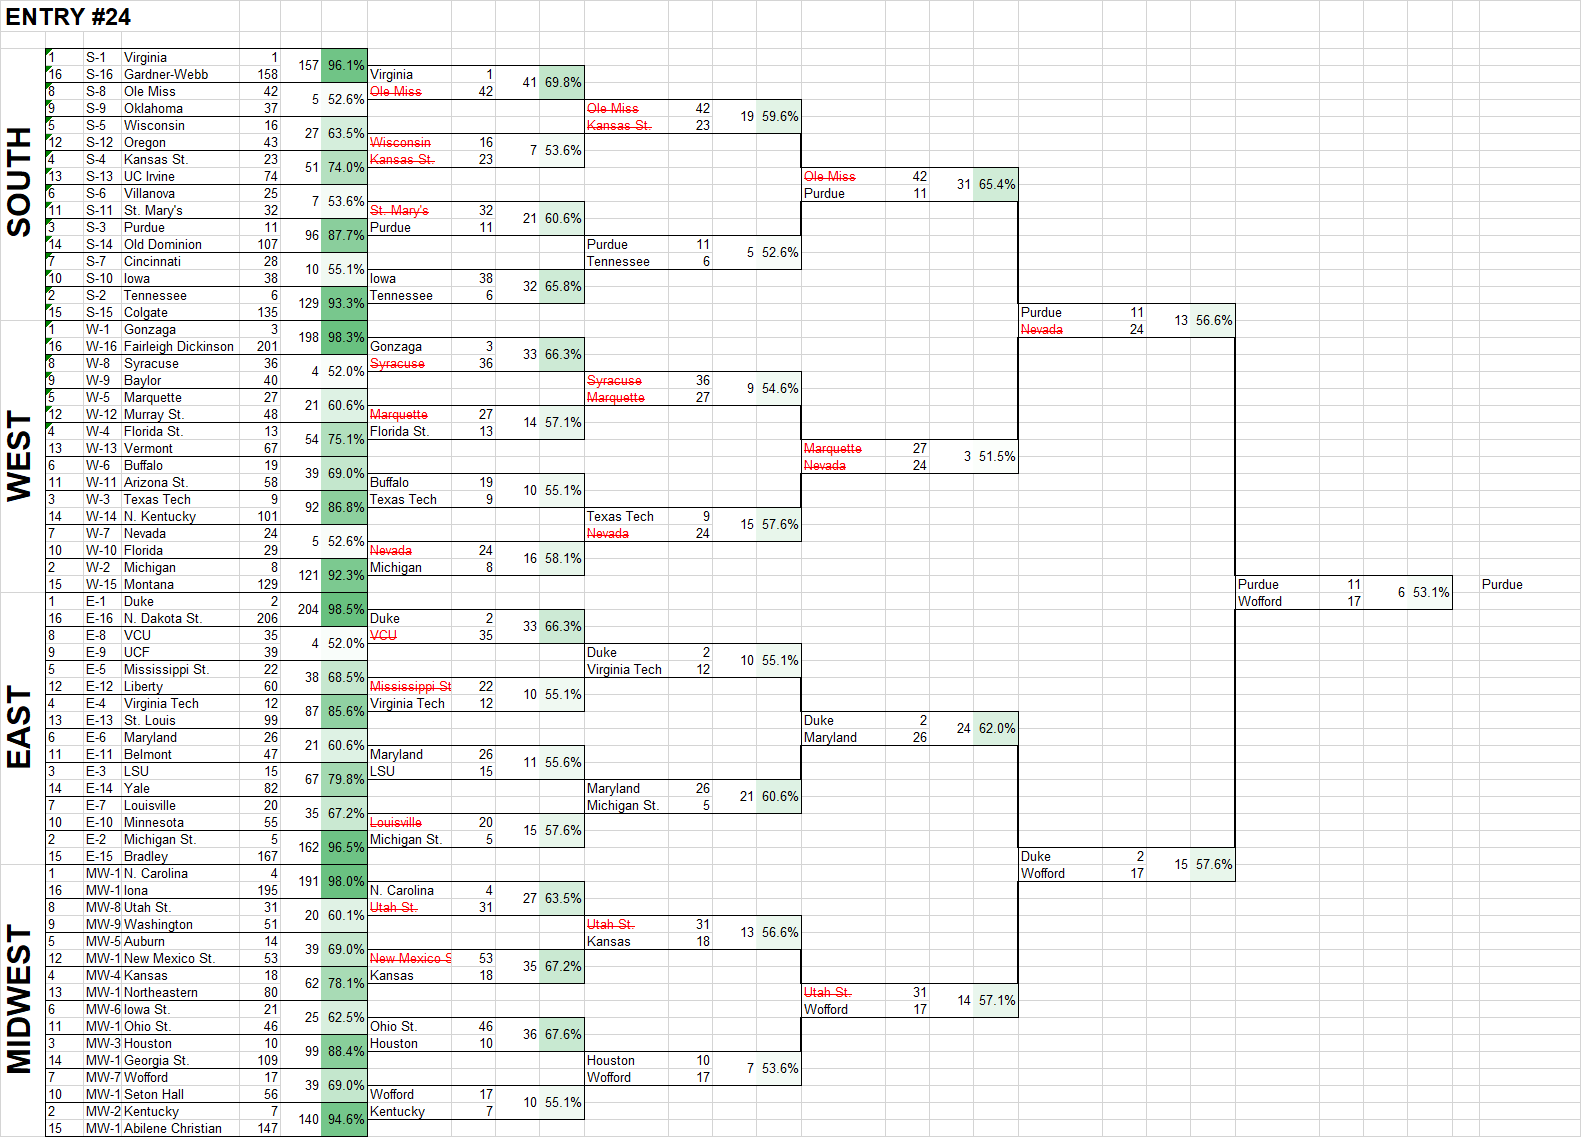 ENTRY #24
SOUTH
1 S-1 Virginia 1
157 96.1%
16 S-16 Gardner-Webb 158 Virginia 1
41 69.8%
8 S-8 Ole Miss 42 Ole Miss 42
5 52.6%
9 S-9 Oklahoma 37 Ole Miss 42
19 59.6%
5 S-5 Wisconsin 16 Kansas St. 23
27 63.5%
12 S-12 Oregon 43 Wisconsin 16
7 53.6%
4 S-4 Kansas St. 23 Kansas St. 23
51 74.0%
13 S-13 UC Irvine 74 Ole Miss 42
31 65.4%
6 S-6 Villanova 25 Purdue 11
7 53.6%
11 S-11 St. Mary's 32 St. Mary's 32
21 60.6%
3 S-3 Purdue 11 Purdue 11
96 87.7%
14 S-14 Old Dominion 107 Purdue 11
5 52.6%
7 S-7 Cincinnati 28 Tennessee 6
10 55.1%
10 S-10 Iowa 38 Iowa 38
32 65.8%
2 S-2 Tennessee 6 Tennessee 6
129 93.3%
15 S-15 Colgate 135 Purdue 11
13 56.6%
WEST
1 W-1 Gonzaga 3 Nevada 24
198 98.3%
16 W-16 Fairleigh Dickinson 201 Gonzaga 3
33 66.3%
8 W-8 Syracuse 36 Syracuse 36
4 52.0%
9 W-9 Baylor 40 Syracuse 36
9 54.6%
5 W-5 Marquette 27 Marquette 27
21 60.6%
12 W-12 Murray St. 48 Marquette 27
14 57.1%
4 W-4 Florida St. 13 Florida St. 13
54 75.1%
13 W-13 Vermont 67 Marquette 27
3 51.5%
6 W-6 Buffalo 19 Nevada 24
39 69.0%
11 W-11 Arizona St. 58 Buffalo 19
10 55.1%
3 W-3 Texas Tech 9 Texas Tech 9
92 86.8%
14 W-14 N. Kentucky 101 Texas Tech 9
15 57.6%
7 W-7 Nevada 24 Nevada 24
5 52.6%
10 W-10 Florida 29 Nevada 24
16 58.1%
2 W-2 Michigan 8 Michigan 8
121 92.3%
15 W-15 Montana 129 Purdue 11 Purdue
6 53.1%
EAST
1 E-1 Duke 2 Wofford 17
204 98.5%
16 E-16 N. Dakota St. 206 Duke 2
33 66.3%
8 E-8 VCU 35 VCU 35
4 52.0%
9 E-9 UCF 39 Duke 2
10 55.1%
5 E-5 Mississippi St. 22 Virginia Tech 12
38 68.5%
12 E-12 Liberty 60 Mississippi St 22
10 55.1%
4 E-4 Virginia Tech 12 Virginia Tech 12
87 85.6%
13 E-13 St. Louis 99 Duke 2
24 62.0%
6 E-6 Maryland 26 Maryland 26
21 60.6%
11 E-11 Belmont 47 Maryland 26
11 55.6%
3 E-3 LSU 15 LSU 15
67 79.8%
14 E-14 Yale 82 Maryland 26
21 60.6%
7 E-7 Louisville 20 Michigan St. 5
35 67.2%
10 E-10 Minnesota 55 Louisville 20
15 57.6%
2 E-2 Michigan St. 5 Michigan St. 5
162 96.5%
15 E-15 Bradley 167 Duke 2
15 57.6%
MIDWEST
1 MW-1 N. Carolina 4 Wofford 17
191 98.0%
16 MW-1 Iona 195 N. Carolina 4
27 63.5%
8 MW-8 Utah St. 31 Utah St. 31
20 60.1%
9 MW-9 Washington 51 Utah St. 31
13 56.6%
5 MW-5 Auburn 14 Kansas 18
39 69.0%
12 MW-1 New Mexico St. 53 New Mexico S 53
35 67.2%
4 MW-4 Kansas 18 Kansas 18
62 78.1%
13 MW-1 Northeastern 80 Utah St. 31
14 57.1%
6 MW-6 Iowa St. 21 Wofford 17
25 62.5%
11 MW-1 Ohio St. 46 Ohio St. 46
36 67.6%
3 MW-3 Houston 10 Houston 10
99 88.4%
14 MW-1 Georgia St. 109 Houston 10
7 53.6%
7 MW-7 Wofford 17 Wofford 17
39 69.0%
10 MW-1 Seton Hall 56 Wofford 17
10 55.1%
2 MW-2 Kentucky 7 Kentucky 7
140 94.6%
15 MW-1 Abilene Christian 147